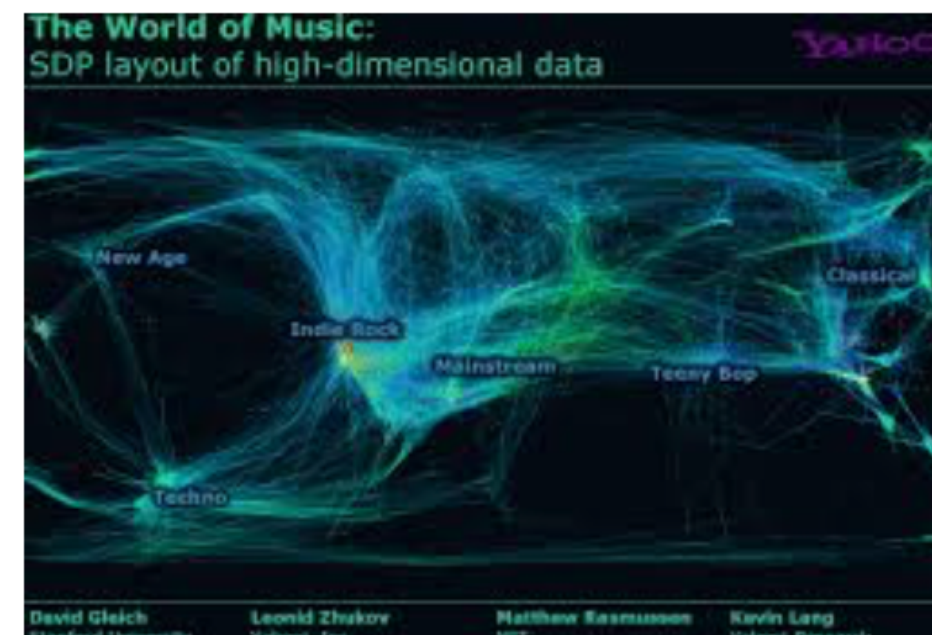 The World of Music:
SDP layout of high-dimensional data
YAHOO
New Age
Classical
Indie Rock
Mainstream
Teeny Bop
Techno
David Gleich
Leonid Zhukov
Matthew Rasmussen
Kevin Lang